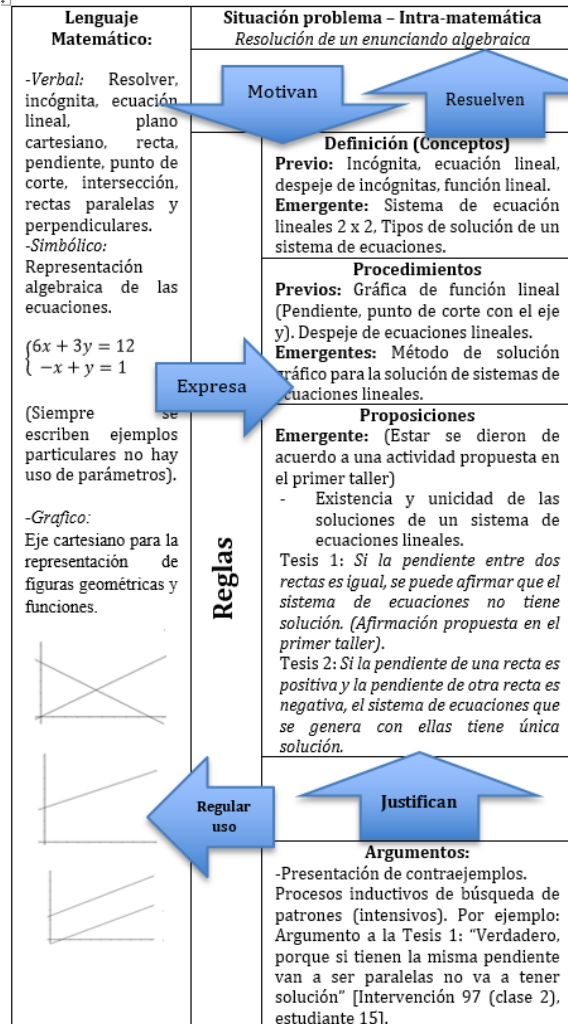 Lenguaje
Matemático:
-Verbal: Resolver,
incógnita, ecuación
lineal, plano
cartesiano, recta,
pendiente, punto de
corte, intersección,
rectas paralelas y
perpendiculares.
-Simbólico:
Representación
algebraica de las
ecuaciones.
{6x + 3y = 12
−x + y = 1
(Siempre se
escriben ejemplos
particulares no hay
uso de parámetros).
-Grafico:
Eje cartesiano para la
representación de
figuras geométricas y
funciones.
Situación problema – Intra-matemática
Resolución de un enunciando algebraica
Motivan
Resuelven
Definición (Conceptos)
Previo: Incógnita, ecuación lineal,
despeje de incógnitas, función lineal.
Emergente: Sistema de ecuación
lineales 2 x 2, Tipos de solución de un
sistema de ecuaciones.
Procedimientos
Previos: Gráfica de función lineal
(Pendiente, punto de corte con el eje
y). Despeje de ecuaciones lineales.
Emergentes: Método de solución
gráfico para la solución de sistemas de
ecuaciones lineales.
Expresa
Proposiciones
Emergente: (Estar se dieron de
acuerdo a una actividad propuesta en
el primer taller)
- Existencia y unicidad de las
soluciones de un sistema de
ecuaciones lineales.
Tesis 1: Si la pendiente entre dos
rectas es igual, se puede afirmar que el
sistema de ecuaciones no tiene
solución. (Afirmación propuesta en el
primer taller).
Tesis 2: Si la pendiente de una recta es
positiva y la pendiente de otra recta es
negativa, el sistema de ecuaciones que
se genera con ellas tiene única
solución.
Reglas
Regular
uso
Justifican
Argumentos:
-Presentación de contraejemplos.
Procesos inductivos de búsqueda de
patrones (intensivos). Por ejemplo:
Argumento a la Tesis 1: “Verdadero,
porque si tienen la misma pendiente
van a ser paralelas no va a tener
solución” [Intervención 97 (clase 2),
estudiante 15].